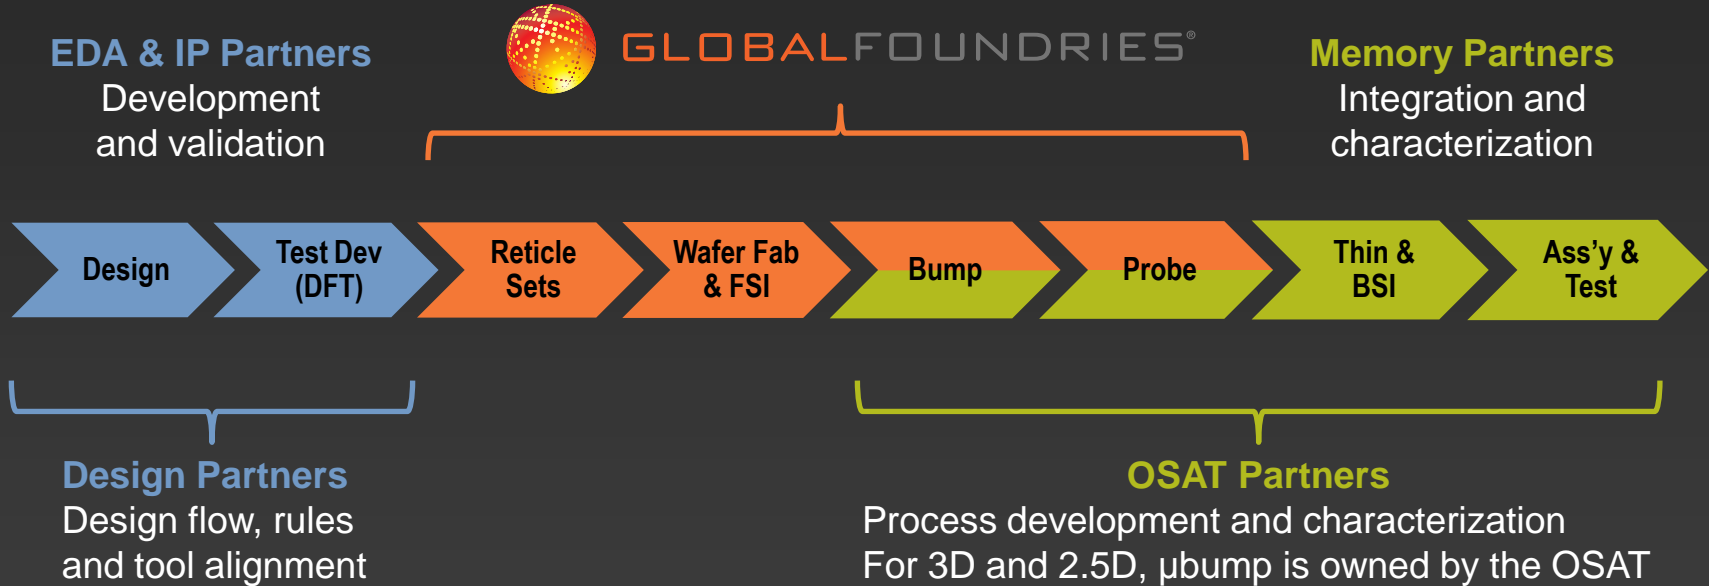 EDA & IP Partners
Development
and validation
GLOBALFOUNDRIES®
Memory Partners
Integration and
characterization
Design
Test Dev
(DFT)
Reticle
Sets
Wafer Fab
& FSI
Bump
Probe
Thin &
BSI
Ass’y &
Test
Design Partners
Design flow, rules
and tool alignment
OSAT Partners
Process development and characterization
For 3D and 2.5D, µbump is owned by the OSAT